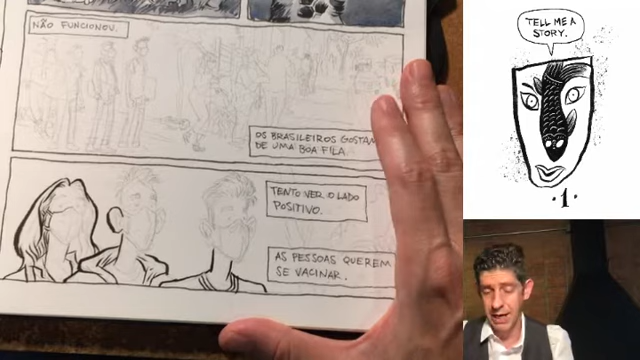 NÃO FUNCIONOU.
OS BRASILEIROS GOSTAM
DE UMA BOA FILA.
TENTO VER O LADO
POSITIVO.
AS PESSOAS QUEREM
SE VACINAR.
TELL ME A
STORY.
·1·